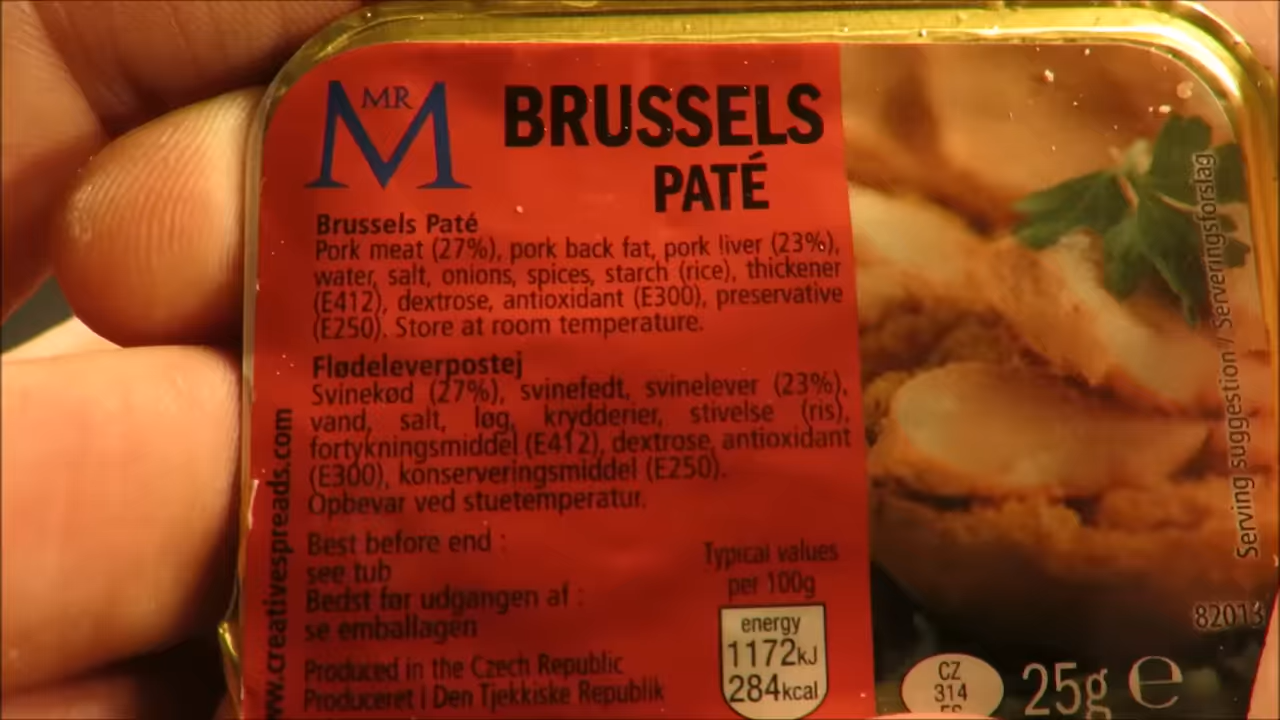 MR
M
BRUSSELS
PATÉ
Brussels Paté
Pork meat (27%), pork back fat, pork liver (23%),
water, salt, onions, spices, starch (rice), thickener
(E412), dextrose, antioxidant (E300), preservative
(E250). Store at room temperature.
Flødeleverpostej
Svinekød (27%), svinefedt, svinelever (23%),
vand, salt, løg, krydderier, stivelse (ris),
fortykningsmiddel (E412), dextrose, antioxidant
(E300), konserveringsmiddel (E250).
Opbevar ved stuetemperatur.
Best before end :
see tub
Bedst før udgangen af :
se emballagen
Produced in the Czech Republic
Produceret i Den Tjekkiske Republik
www.creativespreads.com
Typical values
per 100g
energy
1172kJ
284kcal
Serving suggestion / Serveringsforslag
82013
CZ
314
ES
25g e